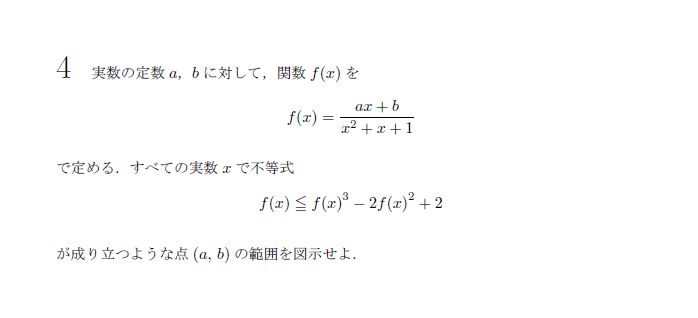 4 実数の定数 a, b に対して,関数 f(x) を
f(x) = \frac{ax + b}{x^2 + x + 1}
で定める.すべての実数 x で不等式
f(x) ≦ f(x)^3 − 2f(x)^2 + 2
が成り立つような点 (a, b) の範囲を図示せよ.